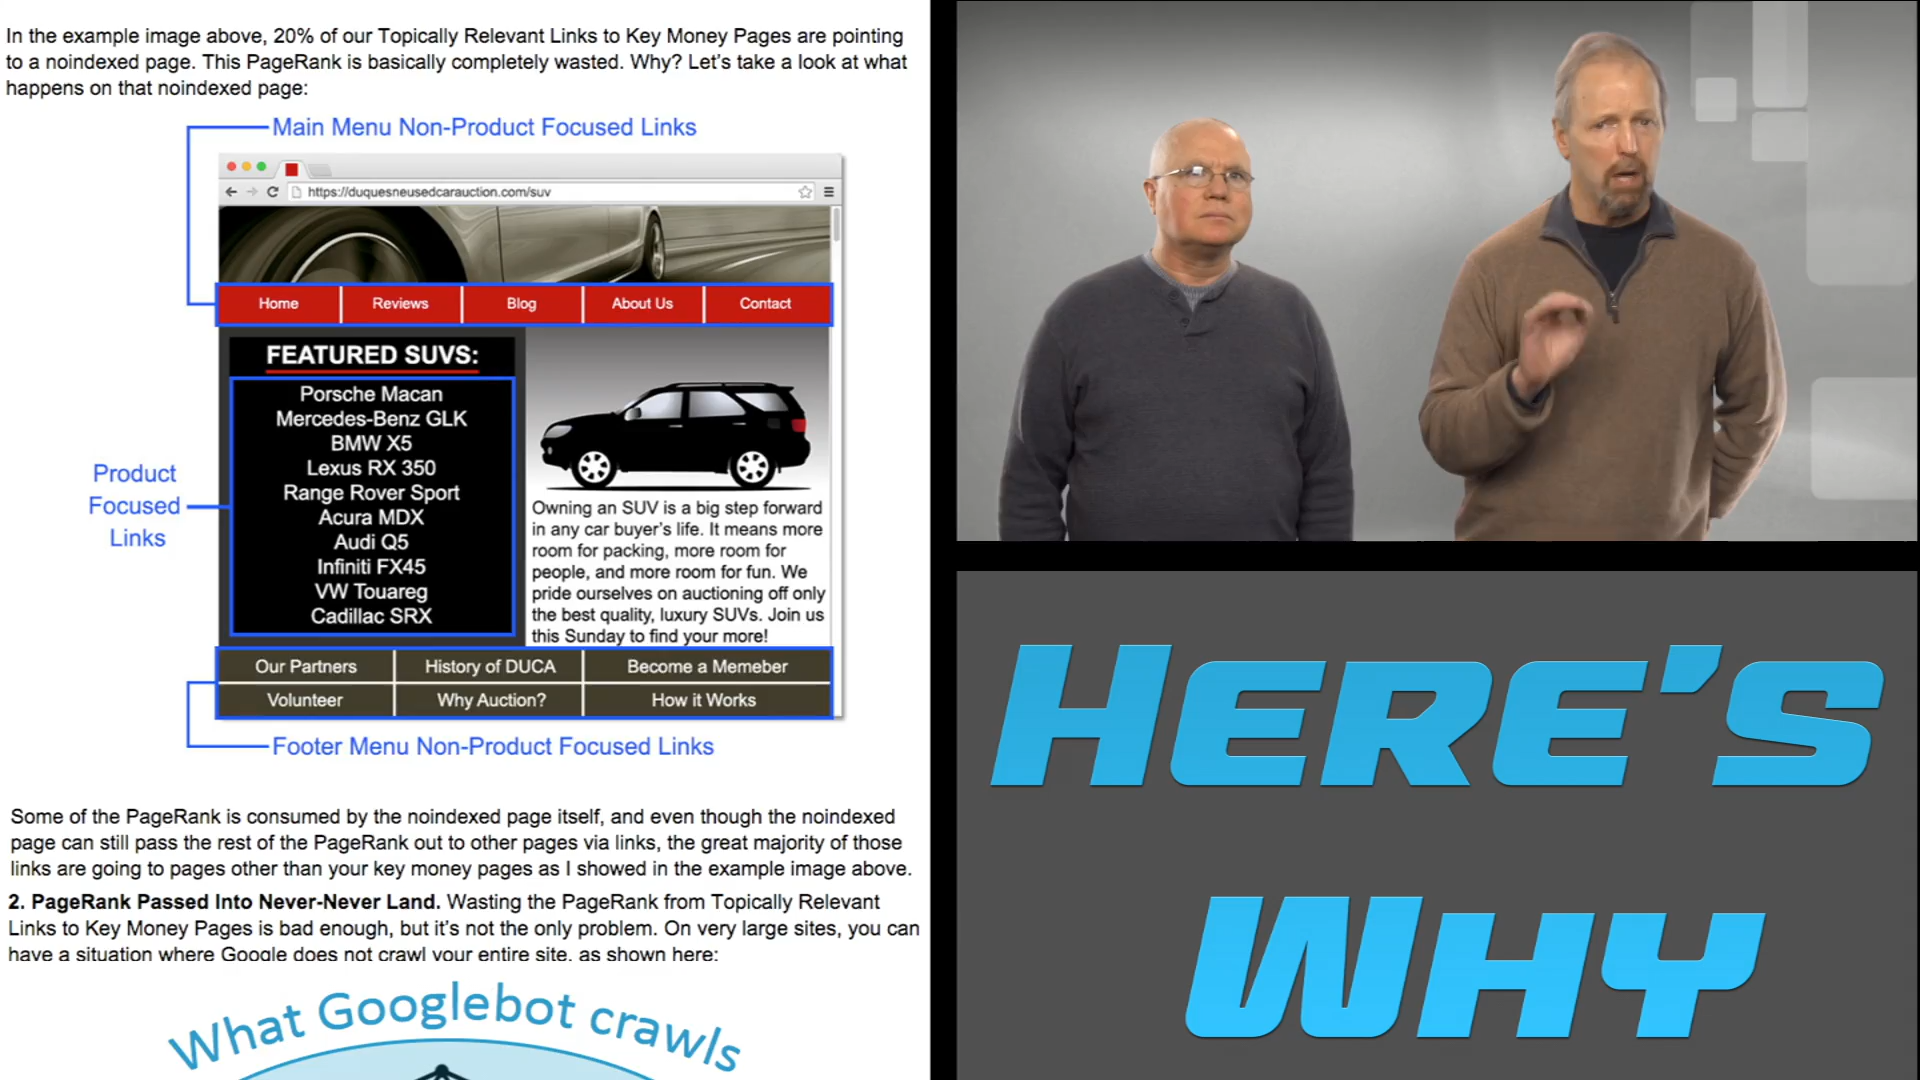 In the example image above, 20% of our Topically Relevant Links to Key Money Pages are pointing
to a noindexed page. This PageRank is basically completely wasted. Why? Let's take a look at what
happens on that noindexed page:
Main Menu Non-Product Focused Links
https://duquesneusedcarauction.com/suv
Home Reviews Blog About Us Contact
FEATURED SUVS:
Porsche Macan
Mercedes-Benz GLK
BMW X5
Lexus RX 350
Range Rover Sport
Acura MDX
Audi Q5
Infiniti FX45
VW Touareg
Cadillac SRX
Product
Focused
Links
Owning an SUV is a big step forward
in any car buyer's life. It means more
room for packing, more room for
people, and more room for fun. We
pride ourselves on auctioning off only
the best quality, luxury SUVs. Join us
this Sunday to find your more!
Our Partners History of DUCA Become a Memeber
Volunteer Why Auction? How it Works
Footer Menu Non-Product Focused Links
Some of the PageRank is consumed by the noindexed page itself, and even though the noindexed
page can still pass the rest of the PageRank out to other pages via links, the great majority of those
links are going to pages other than your key money pages as I showed in the example image above.
2. PageRank Passed Into Never-Never Land. Wasting the PageRank from Topically Relevant
Links to Key Money Pages is bad enough, but it's not the only problem. On very large sites, you can
have a situation where Google does not crawl your entire site, as shown here:
What Googlebot crawls
HERE'S
WHY